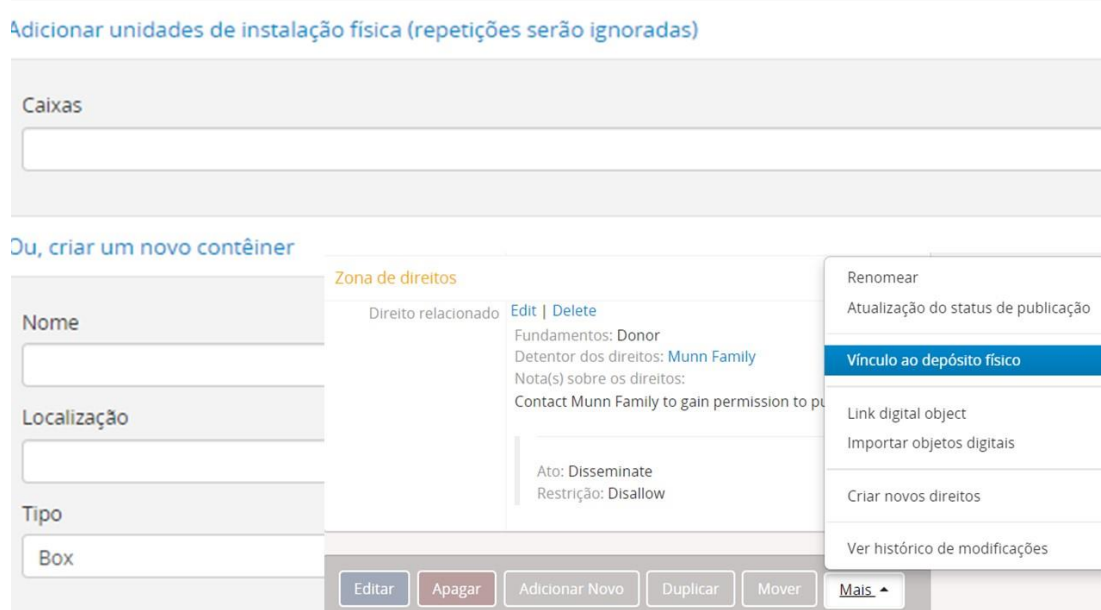 Adicionar unidades de instalação física (repetições serão ignoradas)
Caixas
Ou, criar um novo contêiner
Nome
Localização
Tipo
Box
Zona de direitos
Direito relacionado Edit | Delete
Fundamentos: Donor
Detentor dos direitos: Munn Family
Nota(s) sobre os direitos:
Contact Munn Family to gain permission to pu
Ato: Disseminate
Restrição: Disallow
Renomear
Atualização do status de publicação
Vínculo ao depósito físico
Link digital object
Importar objetos digitais
Criar novos direitos
Ver histórico de modificações
Editar Apagar Adicionar Novo Duplicar Mover Mais